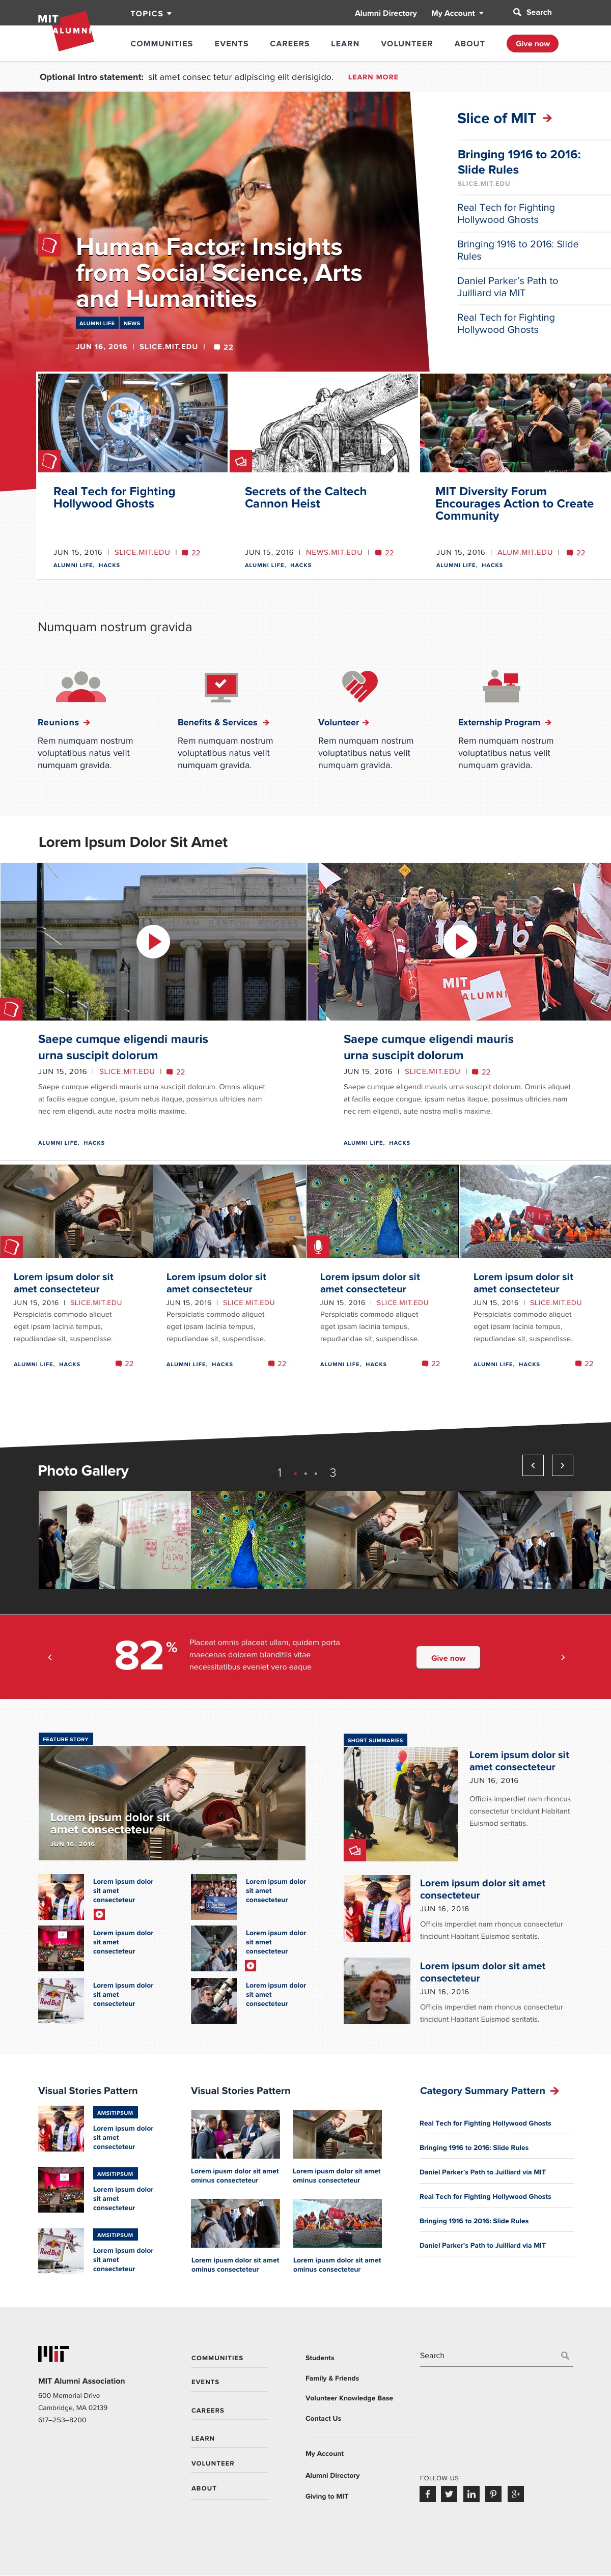 MIT
ALUMNI
TOPICS
Alumni Directory
My Account
Search
COMMUNITIES
EVENTS
CAREERS
LEARN
VOLUNTEER
ABOUT
Give now
Optional Intro statement: sit amet consec tetur adipiscing elit derisigido. LEARN MORE
Human Factor: Insights
from Social Science, Arts
and Humanities
ALUMNI LIFE
NEWS
JUN 16, 2016 | SLICE.MIT.EDU | 22
Slice of MIT
Bringing 1916 to 2016:
Slide Rules
SLICE.MIT.EDU
Real Tech for Fighting
Hollywood Ghosts
Bringing 1916 to 2016: Slide
Rules
Daniel Parker's Path to
Juilliard via MIT
Real Tech for Fighting
Hollywood Ghosts
Real Tech for Fighting
Hollywood Ghosts
JUN 15, 2016 | SLICE.MIT.EDU | 22
ALUMNI LIFE, HACKS
Secrets of the Caltech
Cannon Heist
JUN 15, 2016 | NEWS.MIT.EDU | 22
ALUMNI LIFE, HACKS
MIT Diversity Forum
Encourages Action to Create
Community
JUN 15, 2016 | ALUM.MIT.EDU | 22
ALUMNI LIFE, HACKS
Numquam nostrum gravida
Reunions
Rem numquam nostrum
voluptatibus natus velit
numquam gravida.
Benefits & Services
Rem numquam nostrum
voluptatibus natus velit
numquam gravida.
Volunteer
Rem numquam nostrum
voluptatibus natus velit
numquam gravida.
Externship Program
Rem numquam nostrum
voluptatibus natus velit
numquam gravida.
Lorem Ipsum Dolor Sit Amet
MIT
ALUMNI
Saepe cumque eligendi mauris
urna suscipit dolorum
JUN 15, 2016 | SLICE.MIT.EDU | 22
Saepe cumque eligendi mauris urna suscipit dolorum. Omnis aliquet
at facilis eaque congue, ipsum netus itaque, possimus ultricies nam
nec rem eligendi, aute nostra mollis maxime.
ALUMNI LIFE, HACKS
Saepe cumque eligendi mauris
urna suscipit dolorum
JUN 15, 2016 | SLICE.MIT.EDU | 22
Saepe cumque eligendi mauris urna suscipit dolorum. Omnis aliquet
at facilis eaque congue, ipsum netus itaque, possimus ultricies nam
nec rem eligendi, aute nostra mollis maxime.
ALUMNI LIFE, HACKS
MIT
Lorem ipsum dolor sit
amet consecteteur
JUN 15, 2016 | SLICE.MIT.EDU
Perspiciatis commodo aliquet
eget ipsam lacinia tempus,
repudiandae sit, suspendisse.
ALUMNI LIFE, HACKS 22
Lorem ipsum dolor sit
amet consecteteur
JUN 15, 2016 | SLICE.MIT.EDU
Perspiciatis commodo aliquet
eget ipsam lacinia tempus,
repudiandae sit, suspendisse.
ALUMNI LIFE, HACKS 22
Lorem ipsum dolor sit
amet consecteteur
JUN 15, 2016 | SLICE.MIT.EDU
Perspiciatis commodo aliquet
eget ipsam lacinia tempus,
repudiandae sit, suspendisse.
ALUMNI LIFE, HACKS 22
Lorem ipsum dolor sit
amet consecteteur
JUN 15, 2016 | SLICE.MIT.EDU
Perspiciatis commodo aliquet
eget ipsam lacinia tempus,
repudiandae sit, suspendisse.
ALUMNI LIFE, HACKS 22
Photo Gallery
1 3
82%
Placeat omnis placeat ullam, quidem porta
maecenas dolorem blanditiis vitae
necessitatibus eveniet vero eaque
Give now
FEATURE STORY
Lorem ipsum dolor sit
amet consecteteur
JUN 16, 2016
Lorem ipsum dolor
sit amet
consecteteur
Lorem ipsum dolor
sit amet
consecteteur
Red Bull
Lorem ipsum dolor
sit amet
consecteteur
Lorem ipsum dolor
sit amet
consecteteur
Lorem ipsum dolor
sit amet
consecteteur
Lorem ipsum dolor
sit amet
consecteteur
SHORT SUMMARIES
Lorem ipsum dolor sit
amet consecteteur
JUN 16, 2016
Officiis imperdiet nam rhoncus
consectetur tincidunt Habitant
Euismod seritatis.
Lorem ipsum dolor sit amet
consecteteur
JUN 16, 2016
Officiis imperdiet nam rhoncus consectetur
tincidunt Habitant Euismod seritatis.
Lorem ipsum dolor sit amet
consecteteur
JUN 16, 2016
Officiis imperdiet nam rhoncus consectetur
tincidunt Habitant Euismod seritatis.
Visual Stories Pattern
AMSITIPSUM
Lorem ipsum dolor
sit amet
consecteteur
AMSITIPSUM
Lorem ipsum dolor
sit amet
consecteteur
Red Bull
AMSITIPSUM
Lorem ipsum dolor
sit amet
consecteteur
Visual Stories Pattern
Lorem ipusm dolor sit amet
ominus consecteteur
Lorem ipusm dolor sit amet
ominus consecteteur
Lorem ipusm dolor sit amet
ominus consecteteur
Lorem ipusm dolor sit amet
ominus consecteteur
Category Summary Pattern
Real Tech for Fighting Hollywood Ghosts
Bringing 1916 to 2016: Slide Rules
Daniel Parker's Path to Juilliard via MIT
Real Tech for Fighting Hollywood Ghosts
Bringing 1916 to 2016: Slide Rules
Daniel Parker's Path to Juilliard via MIT
MIT
MIT Alumni Association
600 Memorial Drive
Cambridge, MA 02139
617–253–8200
COMMUNITIES
EVENTS
CAREERS
LEARN
VOLUNTEER
ABOUT
Students
Family & Friends
Volunteer Knowledge Base
Contact Us
My Account
Alumni Directory
Giving to MIT
Search
FOLLOW US